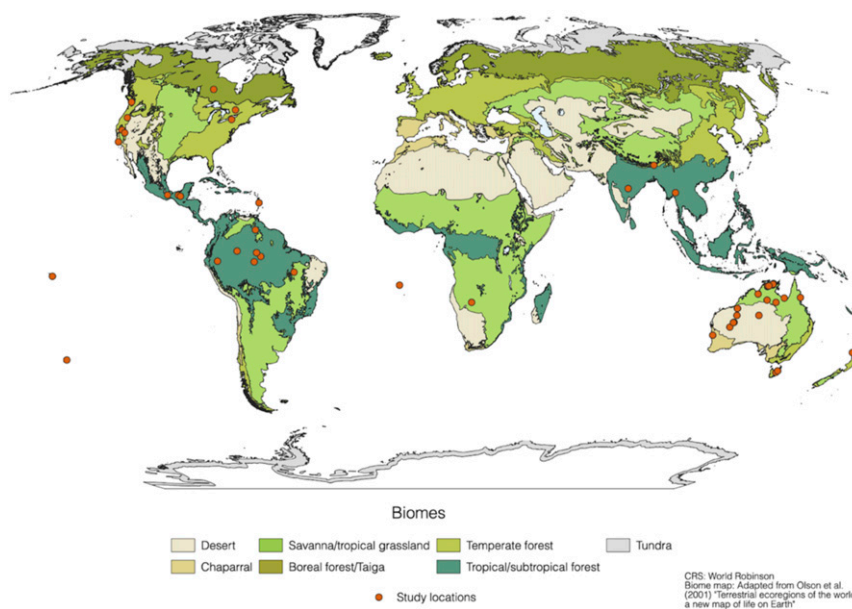 Biomes
Desert
Savanna/tropical grassland
Temperate forest
Tundra
Chaparral
Boreal forest/Taiga
Tropical/subtropical forest
Study locations
CRS: World Robinson
Biome map: Adapted from Olson et al.
(2001) "Terrestrial ecoregions of the world
a new map of life on Earth"